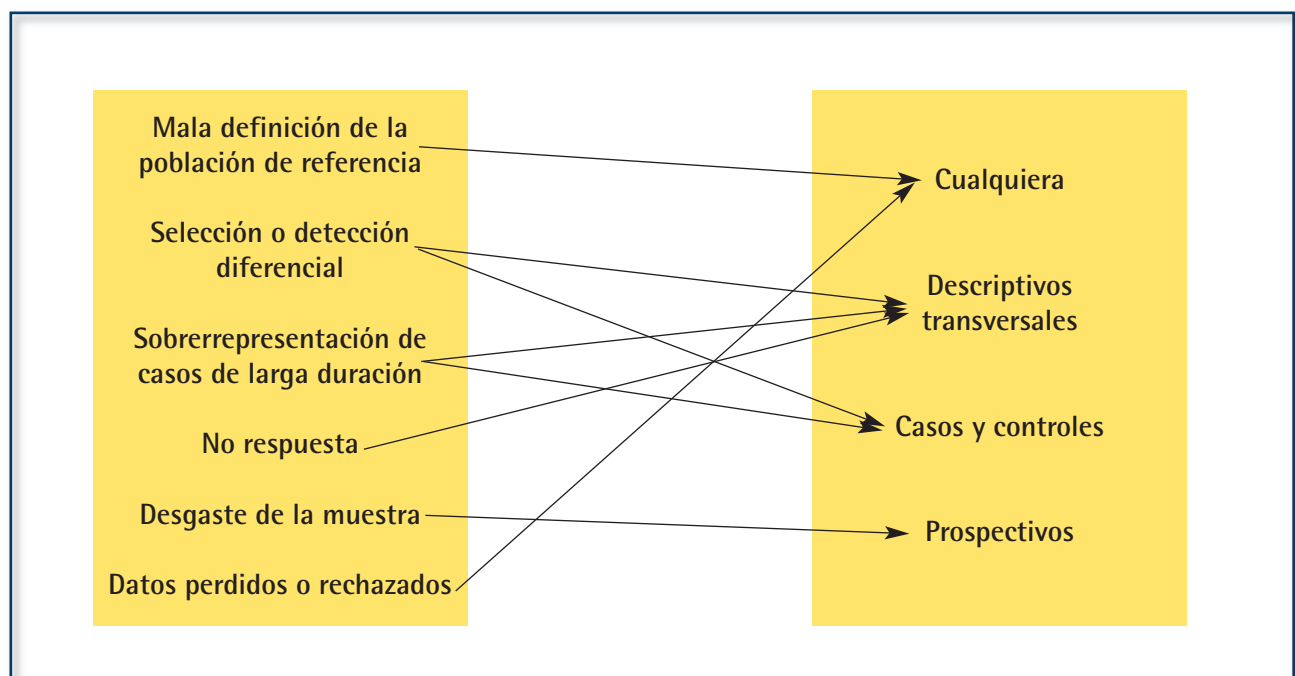 Mala definición de la
población de referencia
Selección o detección
diferencial
Sobrerrepresentación de
casos de larga duración
No respuesta
Desgaste de la muestra
Datos perdidos o rechazados
Cualquiera
Descriptivos
transversales
Casos y controles
Prospectivos